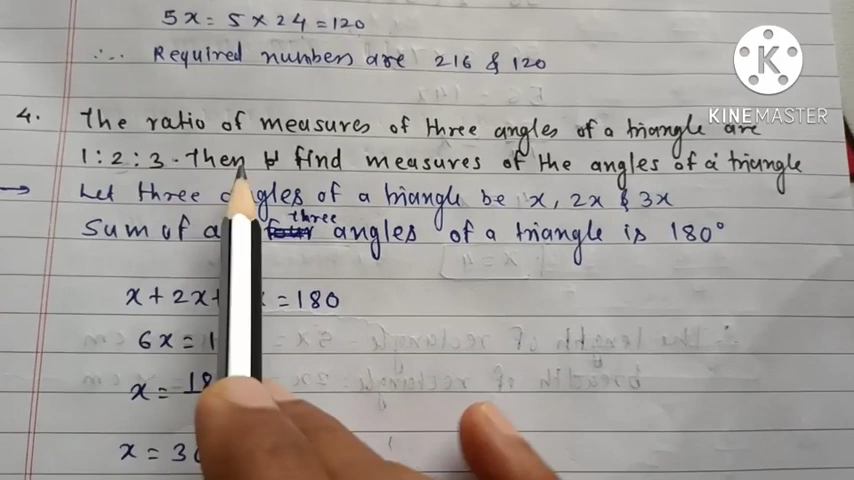 5x = 5 × 24 = 120
∴ Required numbers are 216 & 120
KINEMASTER
4. The ratio of measures of three angles of a triangle are
1 : 2 : 3 . Then find measures of the angles of a triangle
→ Let three angles of a triangle be x, 2x & 3x
Sum of three angles of a triangle is 180°
x + 2x + = 180
6x =
x =
x =